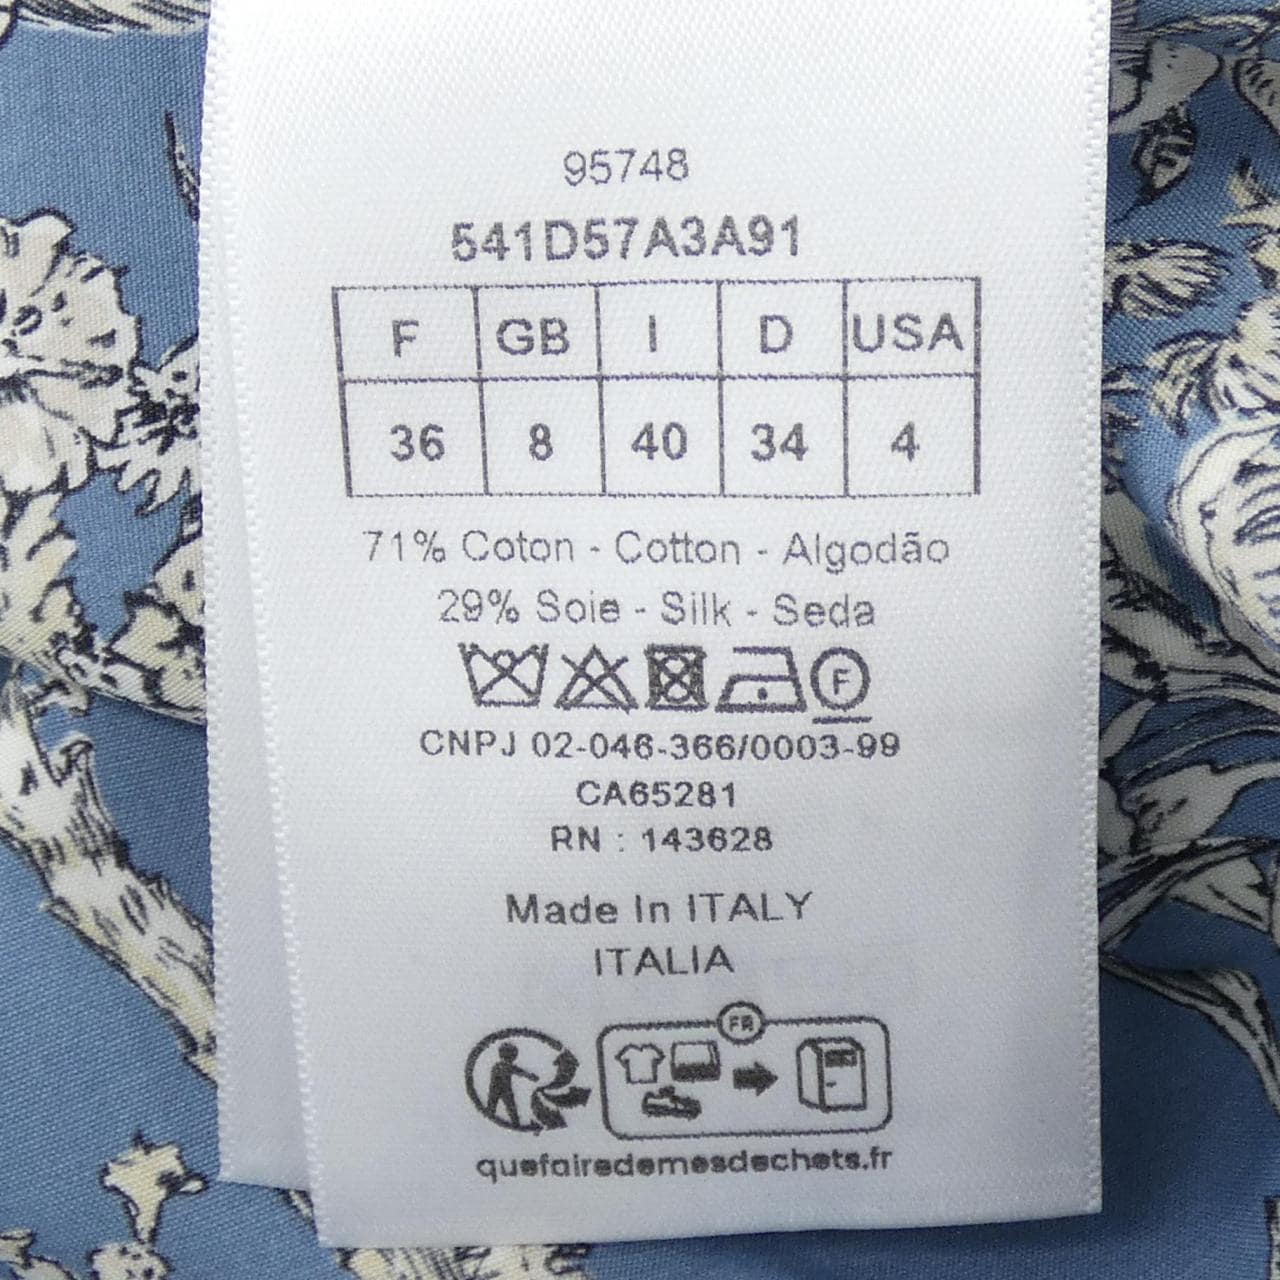 95748
541D57A3A91
F GB I D USA
36 8 40 34 4
71% Coton - Cotton - Algodão
29% Soie - Silk - Seda
F
CNPJ 02-046-366/0003-99
CA65281
RN : 143628
Made In ITALY
ITALIA
FR
quefairedemesdechets.fr